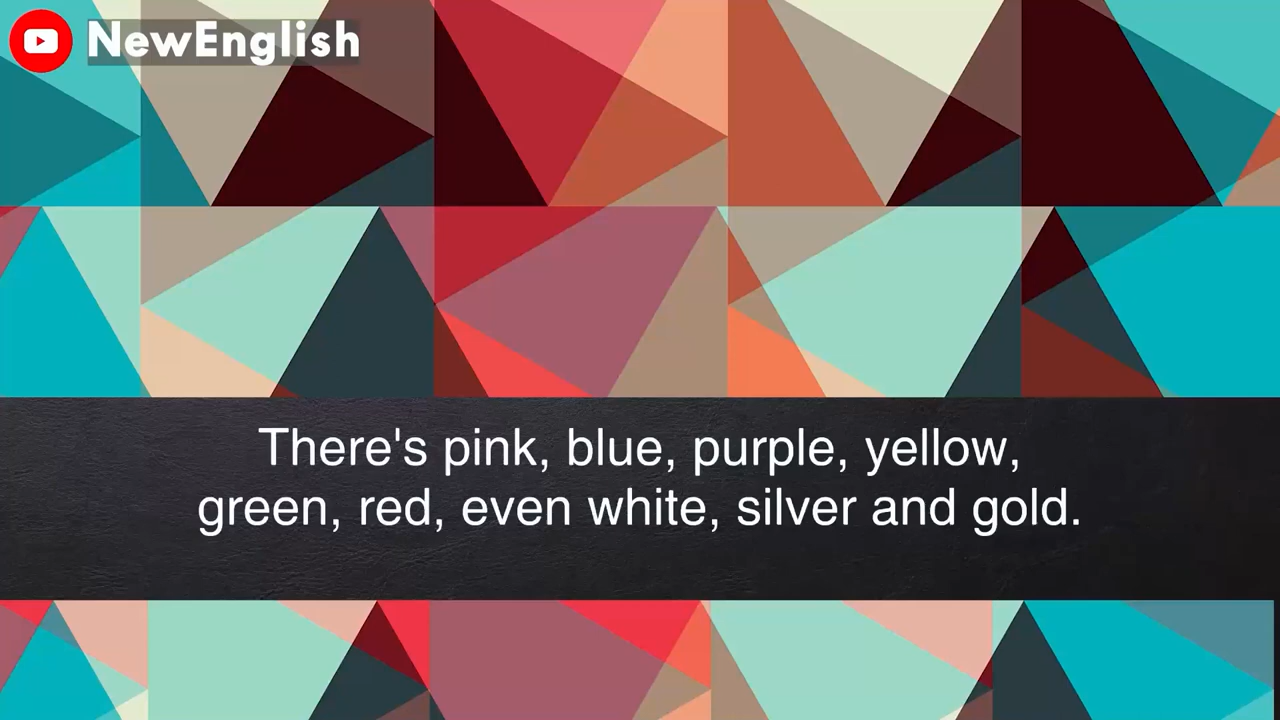 NewEnglish
There's pink, blue, purple, yellow,
green, red, even white, silver and gold.